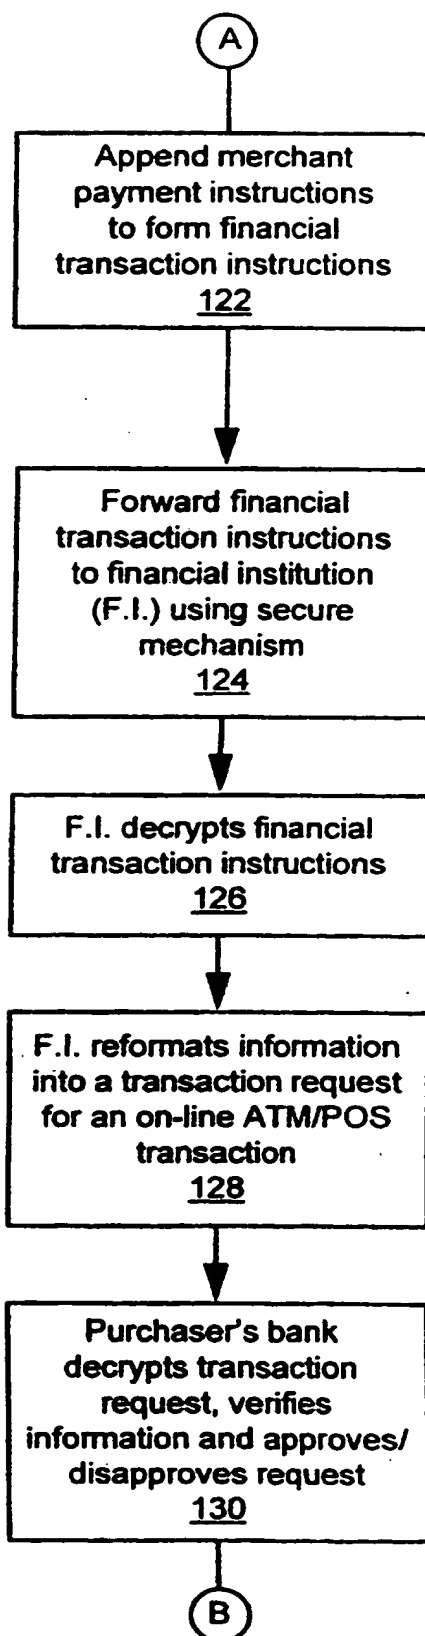 A
Append merchant
payment instructions
to form financial
transaction instructions
122
Forward financial
transaction instructions
to financial institution
(F.I.) using secure
mechanism
124
F.I. decrypts financial
transaction instructions
126
F.I. reformats information
into a transaction request
for an on-line ATM/POS
transaction
128
Purchaser's bank
decrypts transaction
request, verifies
information and approves/
disapproves request
130
B